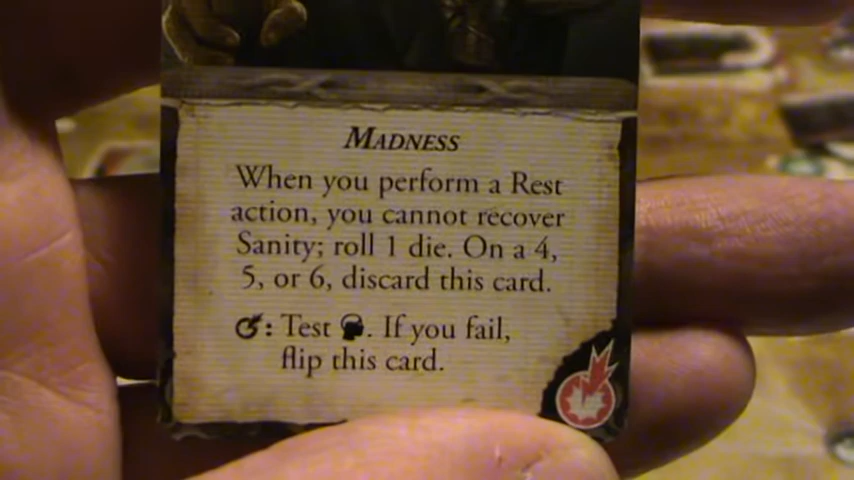 MADNESS
When you perform a Rest
action, you cannot recover
Sanity; roll 1 die. On a 4,
5, or 6, discard this card.
: Test . If you fail,
flip this card.